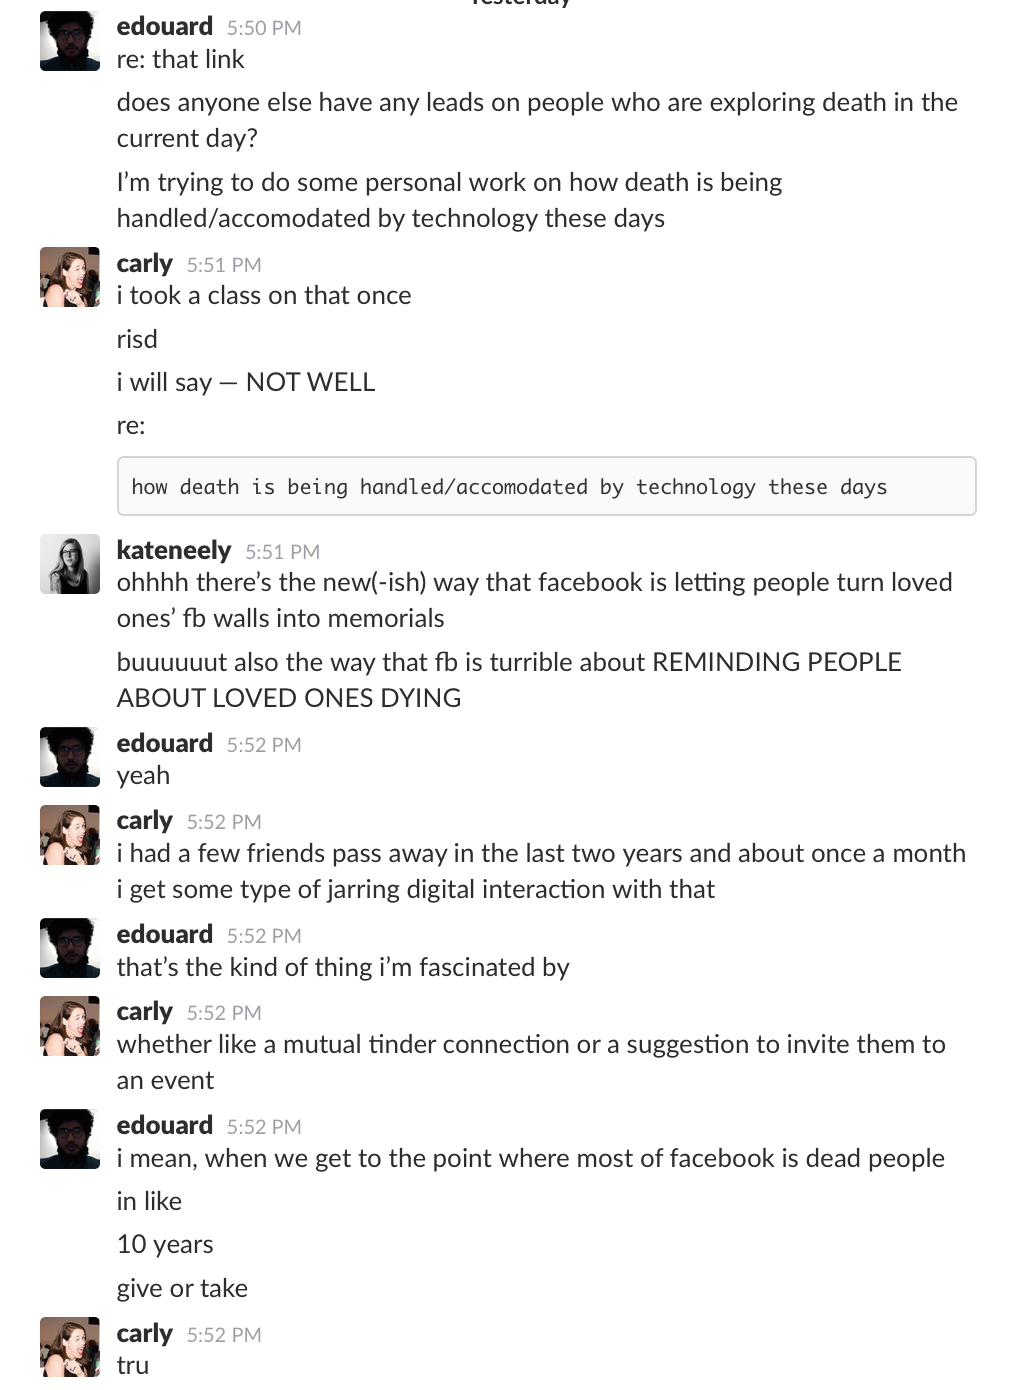 Yesterday
edouard 5:50 PM
re: that link
does anyone else have any leads on people who are exploring death in the
current day?
I'm trying to do some personal work on how death is being
handled/accomodated by technology these days
carly 5:51 PM
i took a class on that once
risd
i will say — NOT WELL
re:
how death is being handled/accomodated by technology these days
kateneely 5:51 PM
ohhhh there's the new(-ish) way that facebook is letting people turn loved
ones' fb walls into memorials
buuuuuut also the way that fb is turrible about REMINDING PEOPLE
ABOUT LOVED ONES DYING
edouard 5:52 PM
yeah
carly 5:52 PM
i had a few friends pass away in the last two years and about once a month
i get some type of jarring digital interaction with that
edouard 5:52 PM
that's the kind of thing i'm fascinated by
carly 5:52 PM
whether like a mutual tinder connection or a suggestion to invite them to
an event
edouard 5:52 PM
i mean, when we get to the point where most of facebook is dead people
in like
10 years
give or take
carly 5:52 PM
tru